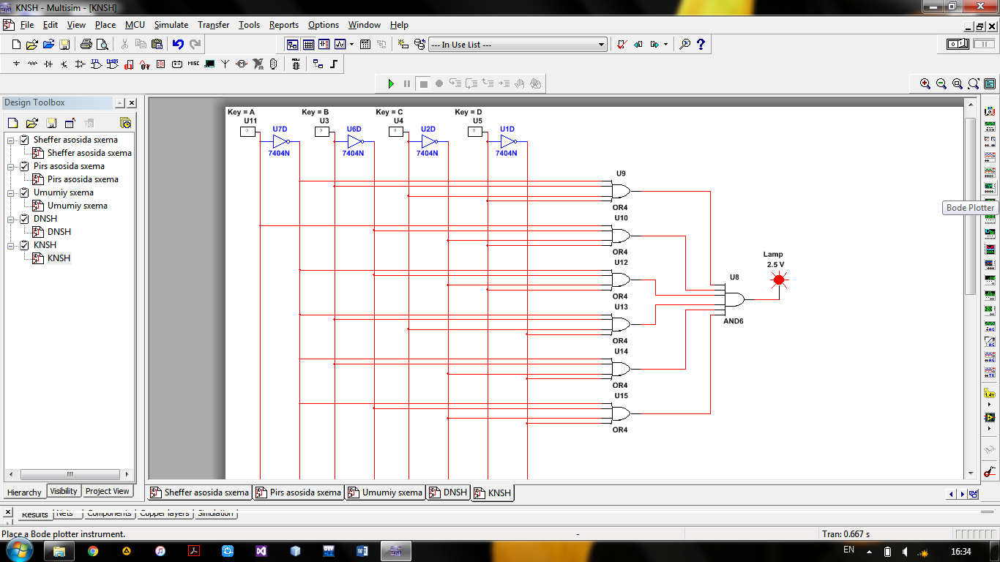 KNSH - Multisim - [KNSH]
File Edit View Place MCU Simulate Transfer Tools Reports Options Window Help
--- In Use List ---
MISC
Design Toolbox
Sheffer asosida sxema
Sheffer asosida sxema
Pirs asosida sxema
Pirs asosida sxema
Umumiy sxema
Umumiy sxema
DNSH
DNSH
KNSH
KNSH
Hierarchy Visibility Project View
Key = A Key = B Key = C Key = D
U11 U3 U4 U5
U7D U6D U2D U1D
7404N 7404N 7404N 7404N
U9
OR4
U10
OR4
U12
OR4
U13
OR4
U14
OR4
U15
OR4
U8
AND6
Lamp
2.5 V
Bode Plotter
Sheffer asosida sxema Pirs asosida sxema Umumiy sxema DNSH KNSH
Results Nets Components Copper layers Simulation
Place a Bode plotter instrument. - Tran: 0.667 s
EN 16:34